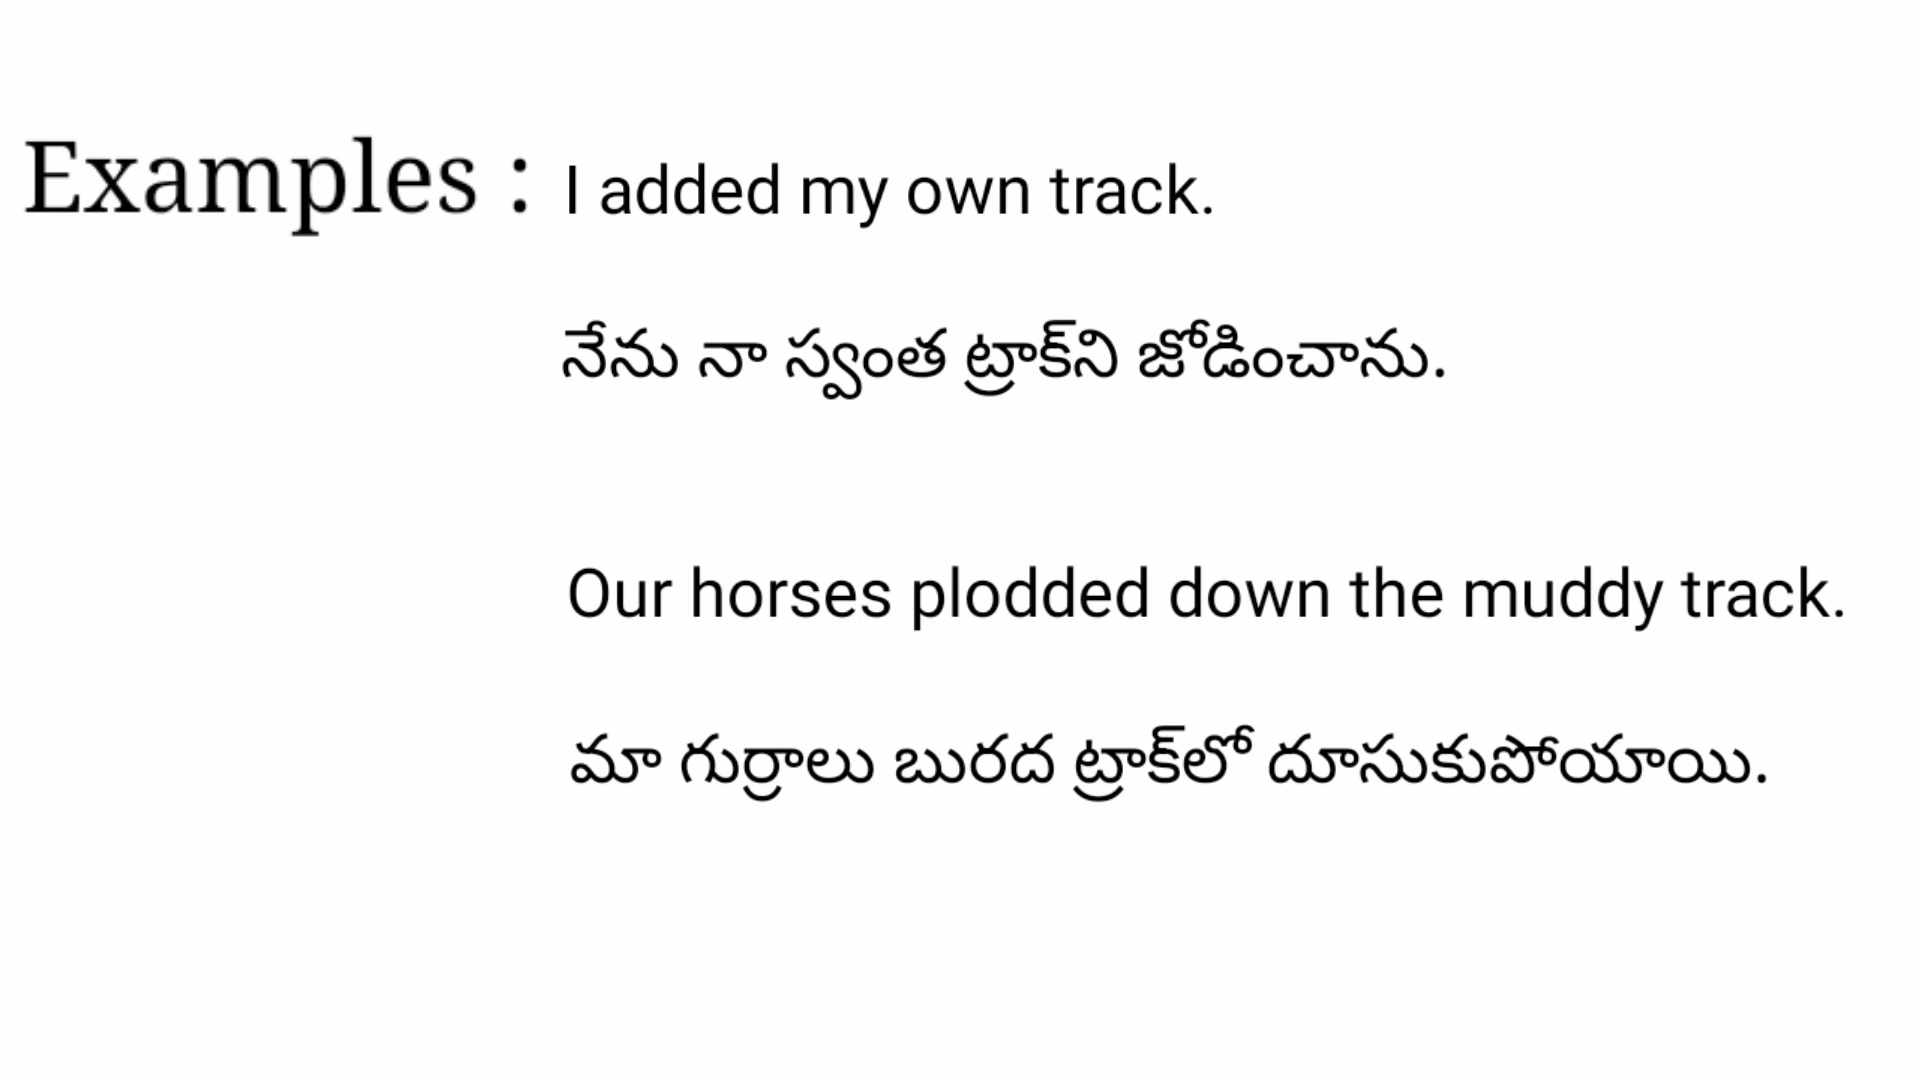 Examples : I added my own track.
నేను నా స్వంత ట్రాక్‌ని జోడించాను.
Our horses plodded down the muddy track.
మా గుర్రాలు బురద ట్రాక్‌లో దూసుకుపోయాయి.